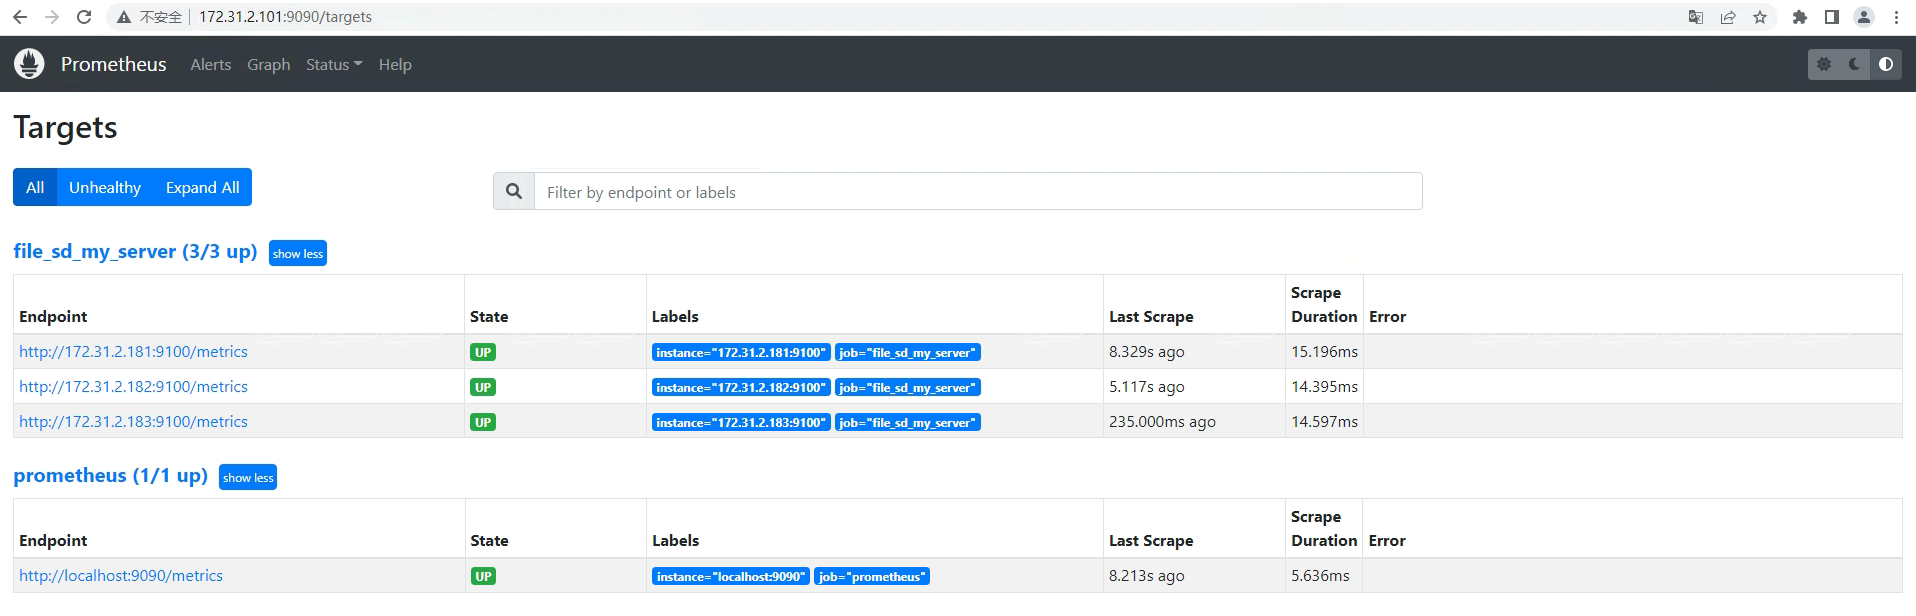 不安全 | 172.31.2.101:9090/targets
Prometheus Alerts Graph Status Help
Targets
All Unhealthy Expand All Filter by endpoint or labels
file_sd_my_server (3/3 up) show less
Endpoint State Labels Last Scrape Scrape Duration Error
http://172.31.2.181:9100/metrics UP instance="172.31.2.181:9100" job="file_sd_my_server" 8.329s ago 15.196ms
http://172.31.2.182:9100/metrics UP instance="172.31.2.182:9100" job="file_sd_my_server" 5.117s ago 14.395ms
http://172.31.2.183:9100/metrics UP instance="172.31.2.183:9100" job="file_sd_my_server" 235.000ms ago 14.597ms
prometheus (1/1 up) show less
Endpoint State Labels Last Scrape Scrape Duration Error
http://localhost:9090/metrics UP instance="localhost:9090" job="prometheus" 8.213s ago 5.636ms